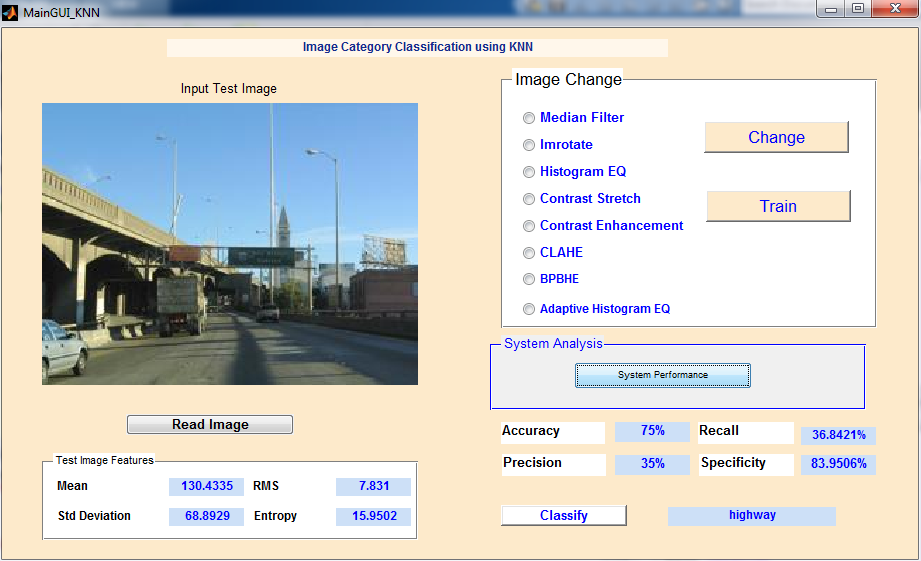 MainGUI_KNN
Image Category Classification using KNN
Input Test Image
Read Image
Test Image Features
Mean 130.4335 RMS 7.831
Std Deviation 68.8929 Entropy 15.9502
Image Change
Median Filter
Imrotate
Histogram EQ
Contrast Stretch
Contrast Enhancement
CLAHE
BPBHE
Adaptive Histogram EQ
Change
Train
System Analysis
System Performance
Accuracy 75% Recall 36.8421%
Precision 35% Specificity 83.9506%
Classify highway